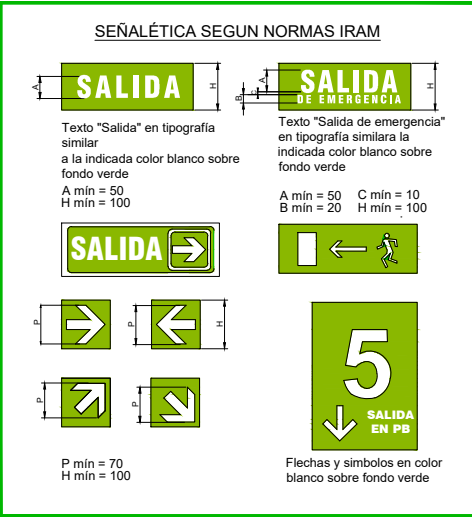 SEÑALÉTICA SEGUN NORMAS IRAM
A
SALIDA
H
Texto "Salida" en tipografía
similar
a la indicada color blanco sobre
fondo verde
A mín = 50
H mín = 100
A
C
B
SALIDA
DE EMERGENCIA
H
Texto "Salida de emergencia"
en tipografía similara la
indicada color blanco sobre
fondo verde
A mín = 50 C mín = 10
B mín = 20 H mín = 100
SALIDA
P
P
H
P
P
P mín = 70
H mín = 100
5
SALIDA
EN PB
Flechas y simbolos en color
blanco sobre fondo verde